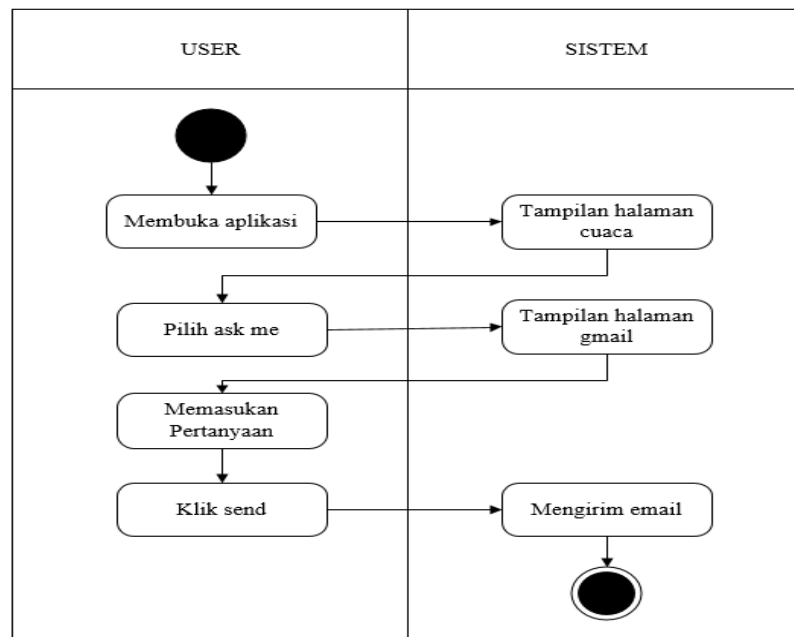 USER
SISTEM
Membuka aplikasi
Tampilan halaman
cuaca
Pilih ask me
Tampilan halaman
gmail
Memasukan
Pertanyaan
Klik send
Mengirim email